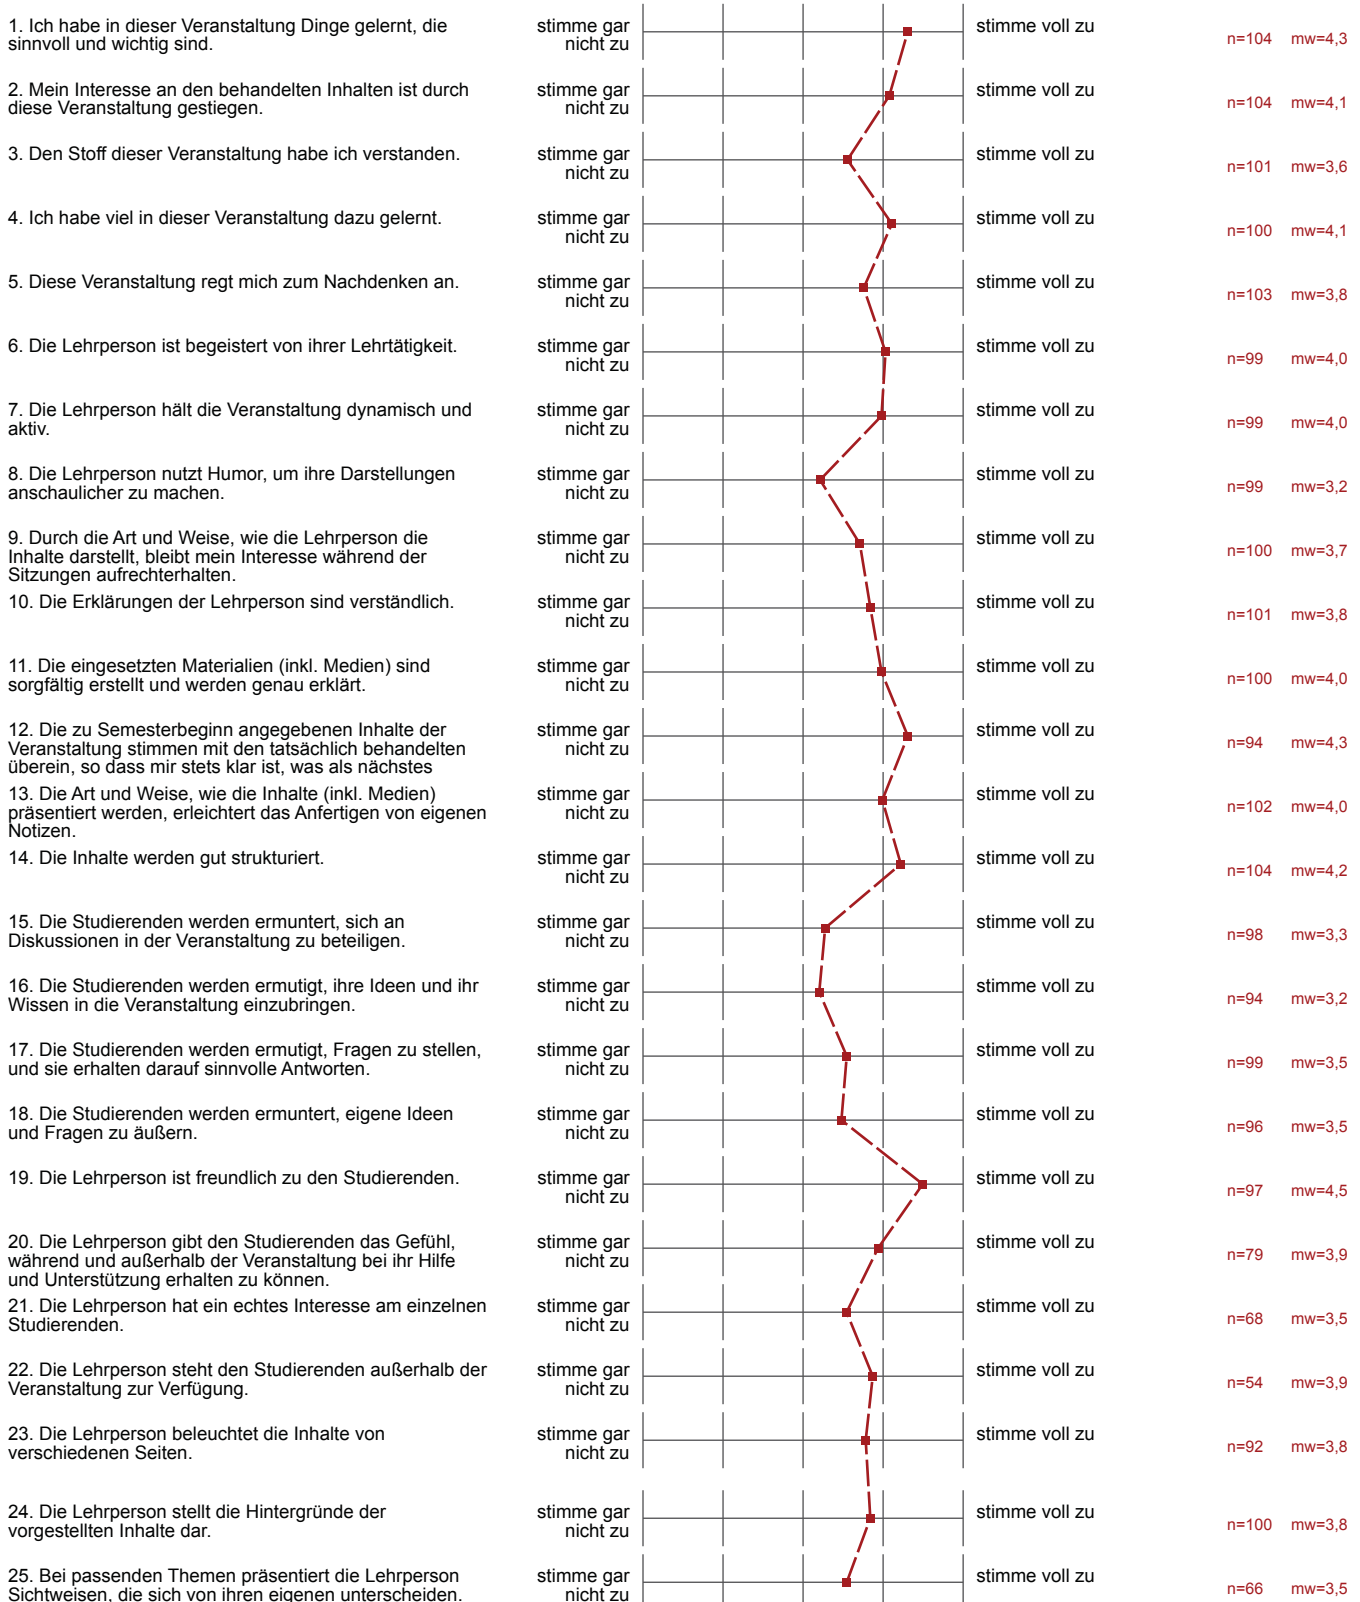 1. Ich habe in dieser Veranstaltung Dinge gelernt, die
sinnvoll und wichtig sind.
stimme gar
nicht zu
stimme voll zu
n=104 mw=4,3
2. Mein Interesse an den behandelten Inhalten ist durch
diese Veranstaltung gestiegen.
stimme gar
nicht zu
stimme voll zu
n=104 mw=4,1
3. Den Stoff dieser Veranstaltung habe ich verstanden.
stimme gar
nicht zu
stimme voll zu
n=101 mw=3,6
4. Ich habe viel in dieser Veranstaltung dazu gelernt.
stimme gar
nicht zu
stimme voll zu
n=100 mw=4,1
5. Diese Veranstaltung regt mich zum Nachdenken an.
stimme gar
nicht zu
stimme voll zu
n=103 mw=3,8
6. Die Lehrperson ist begeistert von ihrer Lehrtätigkeit.
stimme gar
nicht zu
stimme voll zu
n=99 mw=4,0
7. Die Lehrperson hält die Veranstaltung dynamisch und
aktiv.
stimme gar
nicht zu
stimme voll zu
n=99 mw=4,0
8. Die Lehrperson nutzt Humor, um ihre Darstellungen
anschaulicher zu machen.
stimme gar
nicht zu
stimme voll zu
n=99 mw=3,2
9. Durch die Art und Weise, wie die Lehrperson die
Inhalte darstellt, bleibt mein Interesse während der
Sitzungen aufrechterhalten.
stimme gar
nicht zu
stimme voll zu
n=100 mw=3,7
10. Die Erklärungen der Lehrperson sind verständlich.
stimme gar
nicht zu
stimme voll zu
n=101 mw=3,8
11. Die eingesetzten Materialien (inkl. Medien) sind
sorgfältig erstellt und werden genau erklärt.
stimme gar
nicht zu
stimme voll zu
n=100 mw=4,0
12. Die zu Semesterbeginn angegebenen Inhalte der
Veranstaltung stimmen mit den tatsächlich behandelten
überein, so dass mir stets klar ist, was als nächstes
stimme gar
nicht zu
stimme voll zu
n=94 mw=4,3
13. Die Art und Weise, wie die Inhalte (inkl. Medien)
präsentiert werden, erleichtert das Anfertigen von eigenen
Notizen.
stimme gar
nicht zu
stimme voll zu
n=102 mw=4,0
14. Die Inhalte werden gut strukturiert.
stimme gar
nicht zu
stimme voll zu
n=104 mw=4,2
15. Die Studierenden werden ermuntert, sich an
Diskussionen in der Veranstaltung zu beteiligen.
stimme gar
nicht zu
stimme voll zu
n=98 mw=3,3
16. Die Studierenden werden ermutigt, ihre Ideen und ihr
Wissen in die Veranstaltung einzubringen.
stimme gar
nicht zu
stimme voll zu
n=94 mw=3,2
17. Die Studierenden werden ermutigt, Fragen zu stellen,
und sie erhalten darauf sinnvolle Antworten.
stimme gar
nicht zu
stimme voll zu
n=99 mw=3,5
18. Die Studierenden werden ermuntert, eigene Ideen
und Fragen zu äußern.
stimme gar
nicht zu
stimme voll zu
n=96 mw=3,5
19. Die Lehrperson ist freundlich zu den Studierenden.
stimme gar
nicht zu
stimme voll zu
n=97 mw=4,5
20. Die Lehrperson gibt den Studierenden das Gefühl,
während und außerhalb der Veranstaltung bei ihr Hilfe
und Unterstützung erhalten zu können.
stimme gar
nicht zu
stimme voll zu
n=79 mw=3,9
21. Die Lehrperson hat ein echtes Interesse am einzelnen
Studierenden.
stimme gar
nicht zu
stimme voll zu
n=68 mw=3,5
22. Die Lehrperson steht den Studierenden außerhalb der
Veranstaltung zur Verfügung.
stimme gar
nicht zu
stimme voll zu
n=54 mw=3,9
23. Die Lehrperson beleuchtet die Inhalte von
verschiedenen Seiten.
stimme gar
nicht zu
stimme voll zu
n=92 mw=3,8
24. Die Lehrperson stellt die Hintergründe der
vorgestellten Inhalte dar.
stimme gar
nicht zu
stimme voll zu
n=100 mw=3,8
25. Bei passenden Themen präsentiert die Lehrperson
Sichtweisen, die sich von ihren eigenen unterscheiden.
stimme gar
nicht zu
stimme voll zu
n=66 mw=3,5